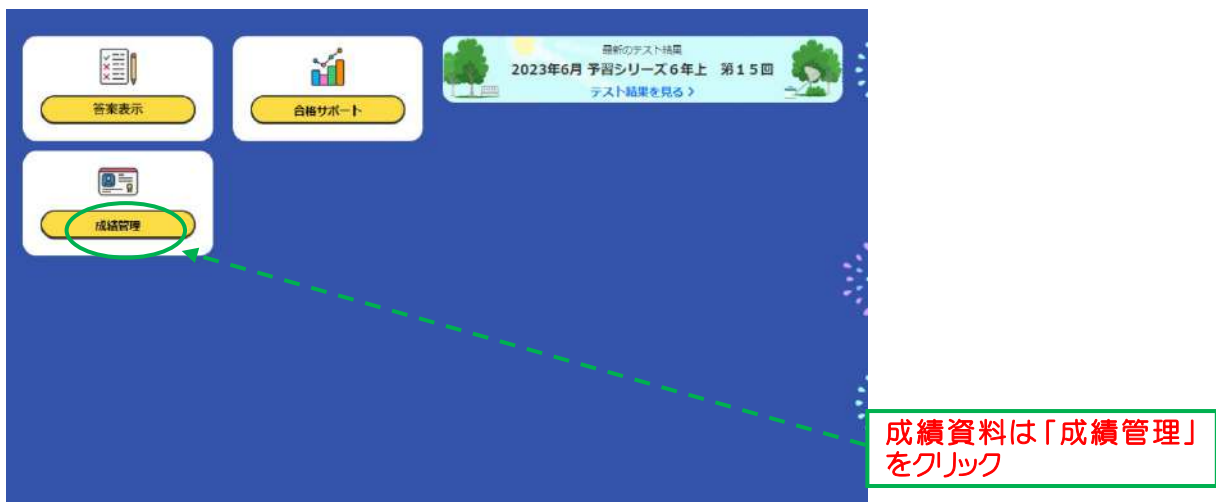 答案表示
合格サポート
最新のテスト結果
2023年6月 予習シリーズ6年上 第15回
テスト結果を見る >
成績管理
成績資料は「成績管理」
をクリック